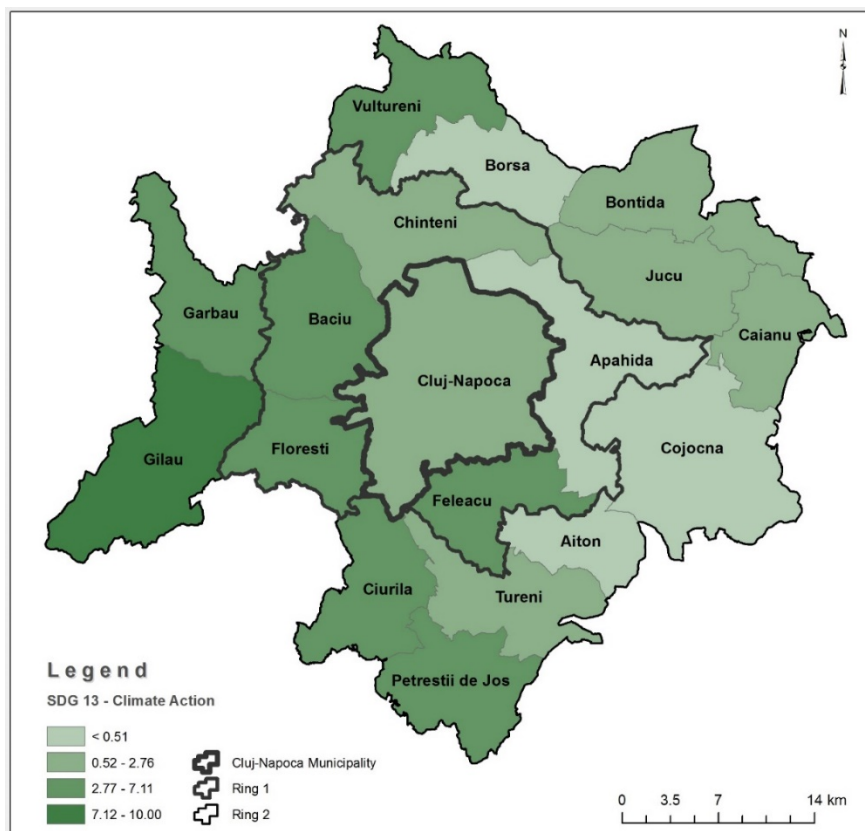 N
Vultureni
Borsa
Bontida
Chinteni
Jucu
Garbau
Baciu
Caianu
Apahida
Cluj-Napoca
Gilau
Floresti
Cojocna
Feleacu
Aiton
Ciurila
Tureni
Petrestii de Jos
Legend
SDG 13 - Climate Action
< 0.51
0.52 - 2.76
2.77 - 7.11
7.12 - 10.00
Cluj-Napoca Municipality
Ring 1
Ring 2
0 3.5 7 14 km